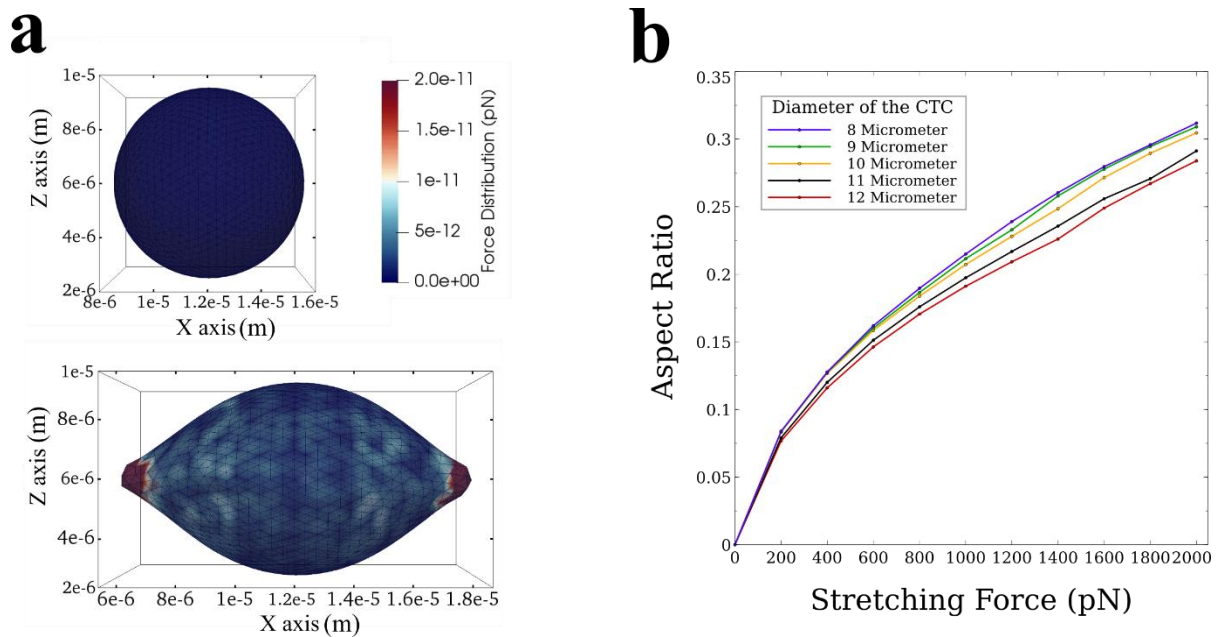 a
1e-5
8e-6
6e-6
4e-6
2e-6
Z axis (m)
8e-6 1e-5 1.2e-5 1.4e-5 1.6e-5
X axis (m)
2.0e-11
1.5e-11
1e-11
5e-12
0.0e+00
Force Distribution (pN)
1e-5
8e-6
6e-6
4e-6
2e-6
Z axis (m)
6e-6 8e-6 1e-5 1.2e-5 1.4e-5 1.6e-5 1.8e-5
X axis (m)
b
0.35
0.3
0.25
0.2
0.15
0.1
0.05
0
Aspect Ratio
Diameter of the CTC
8 Micrometer
9 Micrometer
10 Micrometer
11 Micrometer
12 Micrometer
0 200 400 600 800 1000 1200 1400 1600 1800 2000
Stretching Force (pN)